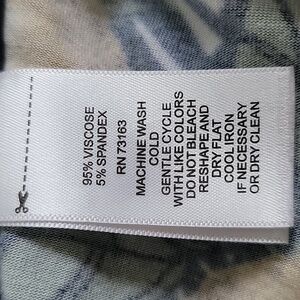 95% VISCOSE
5% SPANDEX
RN 73163
MACHINE WASH
COLD
GENTLE CYCLE
WITH LIKE COLORS
DO NOT BLEACH
RESHAPE AND
DRY FLAT
COOL IRON
IF NECESSARY
OR DRY CLEAN